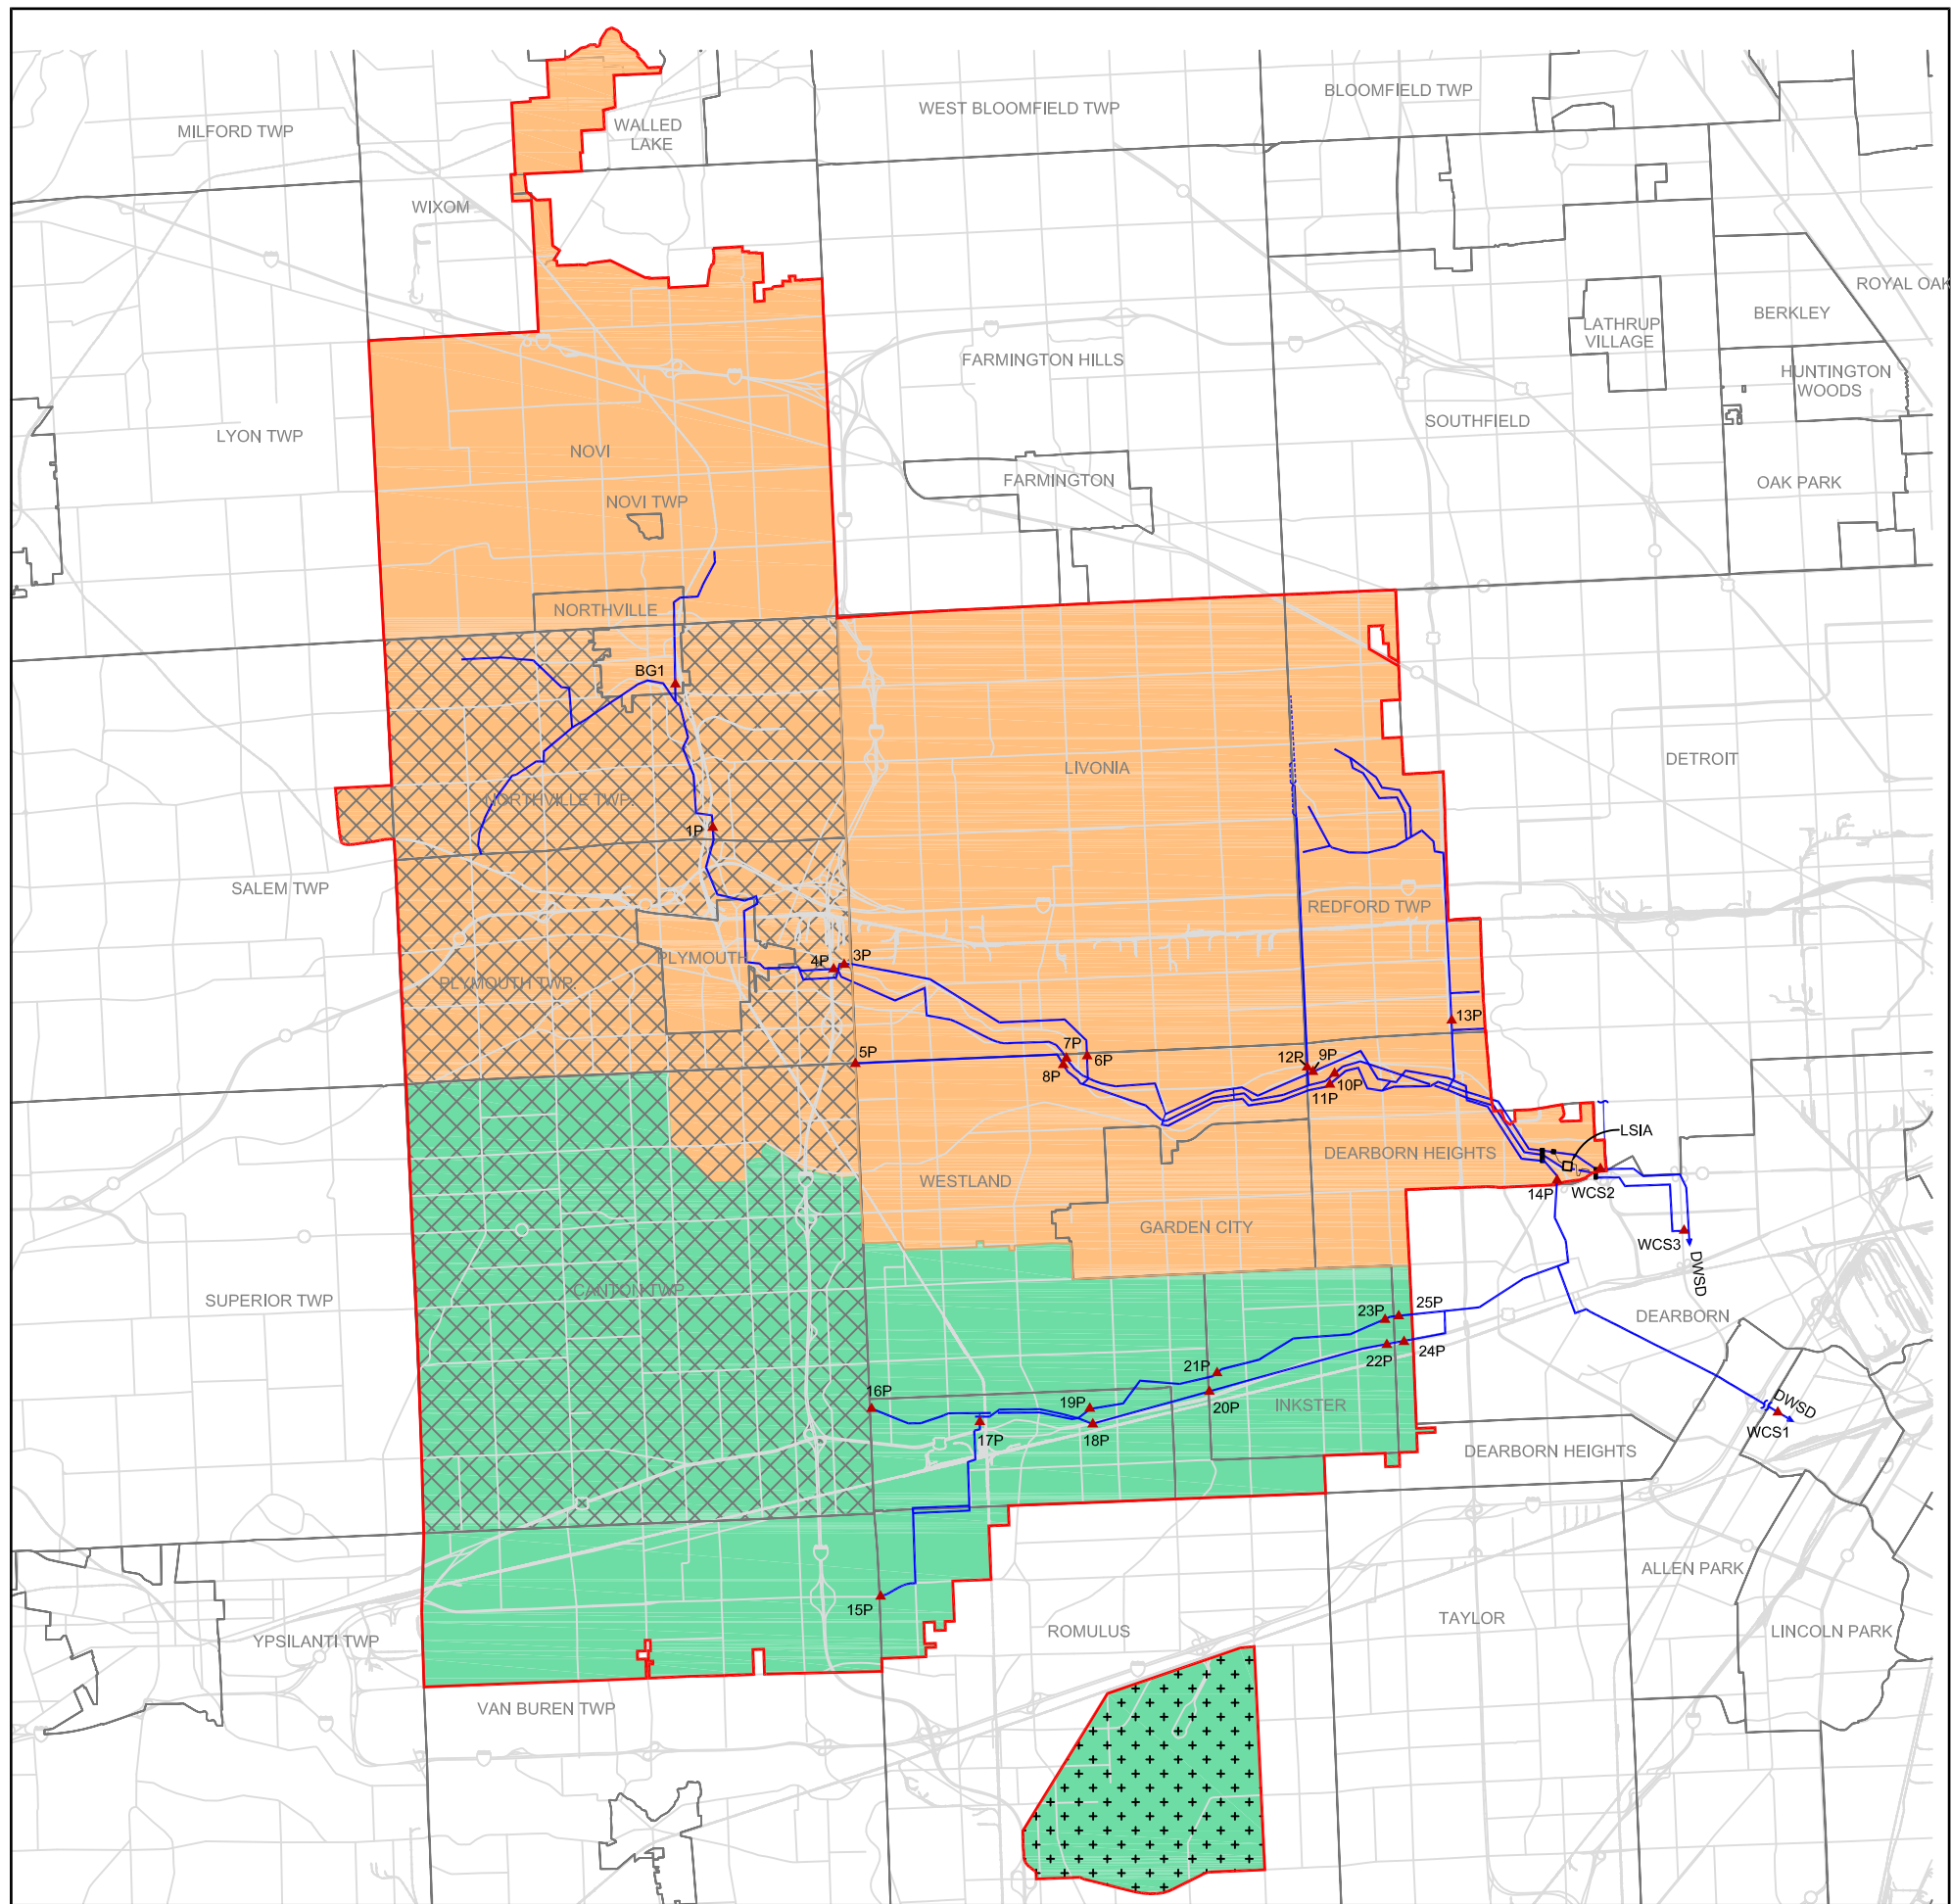 BLOOMFIELD TWP
WEST BLOOMFIELD TWP
MILFORD TWP
WALLED
LAKE
WIXOM
ROYAL OAK
BERKLEY
LATHRUP
VILLAGE
FARMINGTON HILLS
HUNTINGTON
WOODS
SOUTHFIELD
LYON TWP
NOVI
FARMINGTON
OAK PARK
NOVI TWP
NORTHVILLE
BG1
DETROIT
LIVONIA
NORTHVILLE TWP.
1P
SALEM TWP
REDFORD TWP
PLYMOUTH
4P
3P
PLYMOUTH TWP.
13P
5P
7P
6P
8P
12P
9P
10P
11P
LSIA
DEARBORN HEIGHTS
WESTLAND
14P
WCS2
GARDEN CITY
WCS3
DWSD
CANTON TWP
SUPERIOR TWP
23P
25P
DEARBORN
24P
22P
21P
16P
19P
20P
INKSTER
DWSD
WCS1
17P
18P
DEARBORN HEIGHTS
ALLEN PARK
15P
TAYLOR
ROMULUS
LINCOLN PARK
YPSILANTI TWP
VAN BUREN TWP